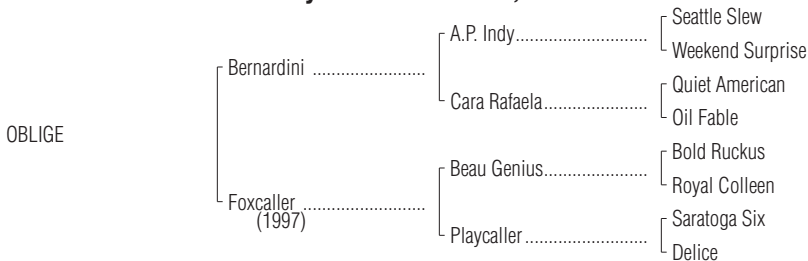 Seattle Slew
A.P. Indy..............................
Weekend Surprise
Bernardini .........................
Quiet American
Cara Rafaela........................
Oil Fable
OBLIGE
Bold Ruckus
Beau Genius........................
Royal Colleen
Foxcaller ...........................
(1997)
Saratoga Six
Playcaller ............................
Delice